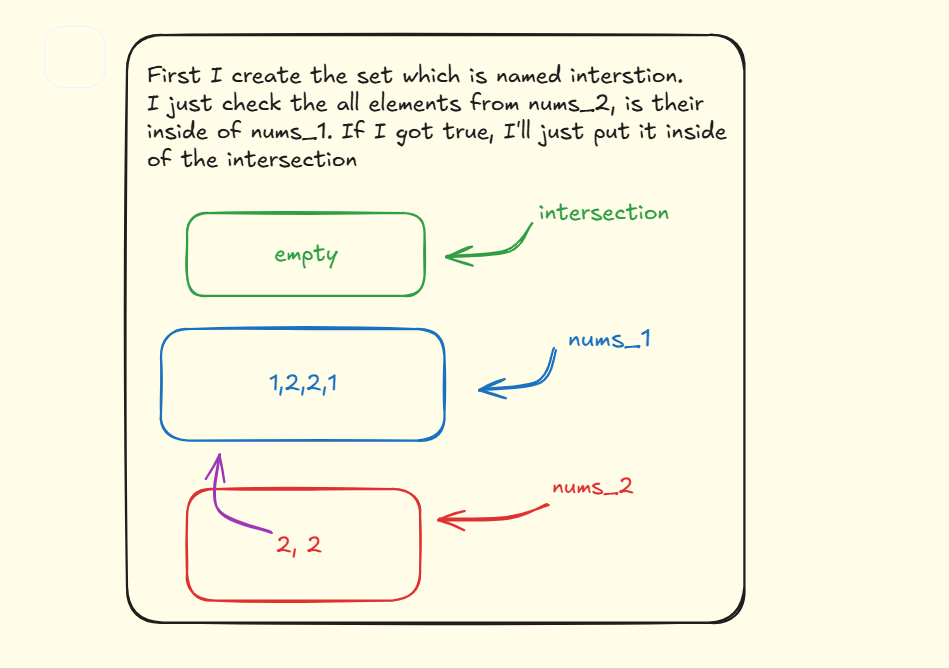 First I create the set which is named interstion.
I just check the all elements from nums_2, is their
inside of nums_1. If I got true, I'll just put it inside
of the intersection
intersection
empty
nums_1
1,2,2,1
nums_2
2, 2